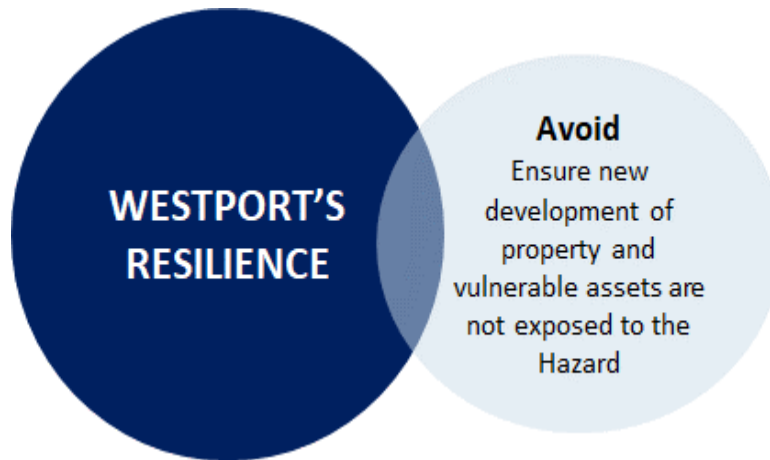 WESTPORT'S
RESILIENCE
Avoid
Ensure new
development of
property and
vulnerable assets are
not exposed to the
Hazard